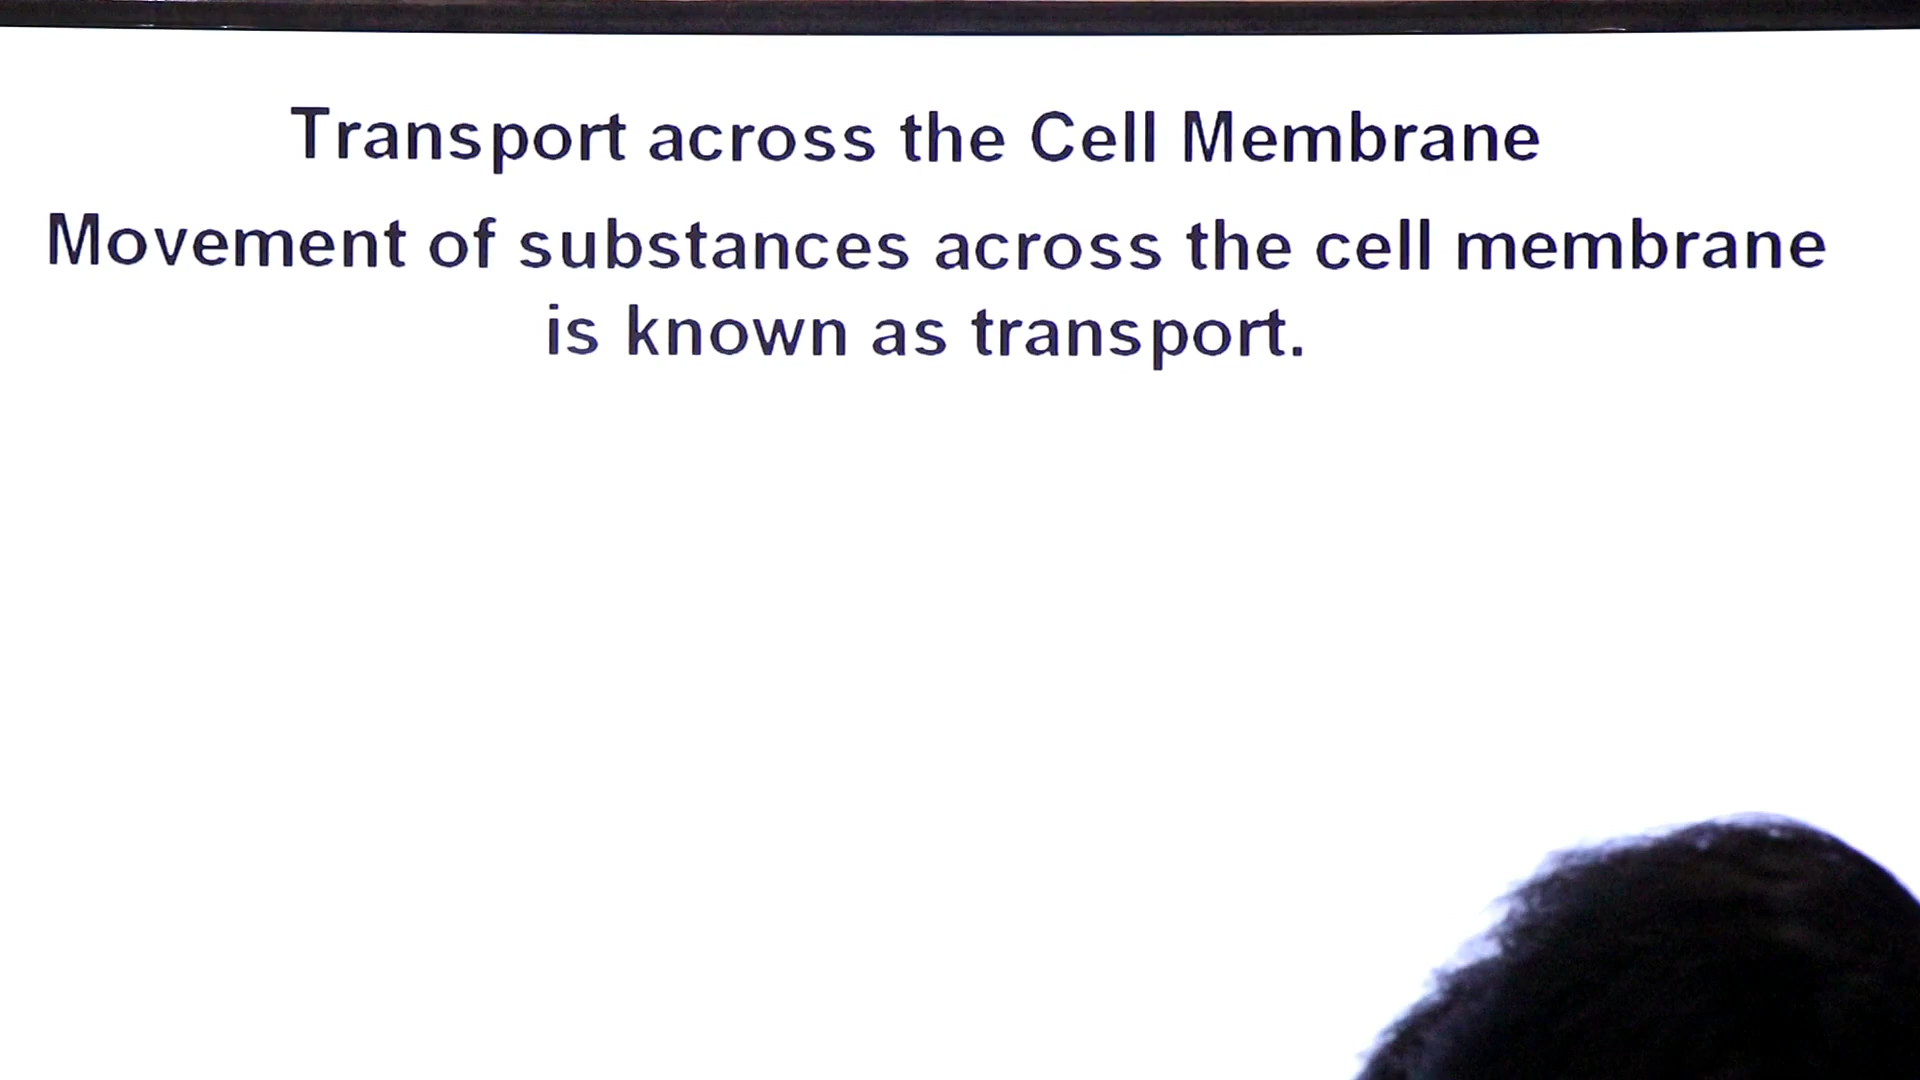 Transport across the Cell Membrane
Movement of substances across the cell membrane
is known as transport.